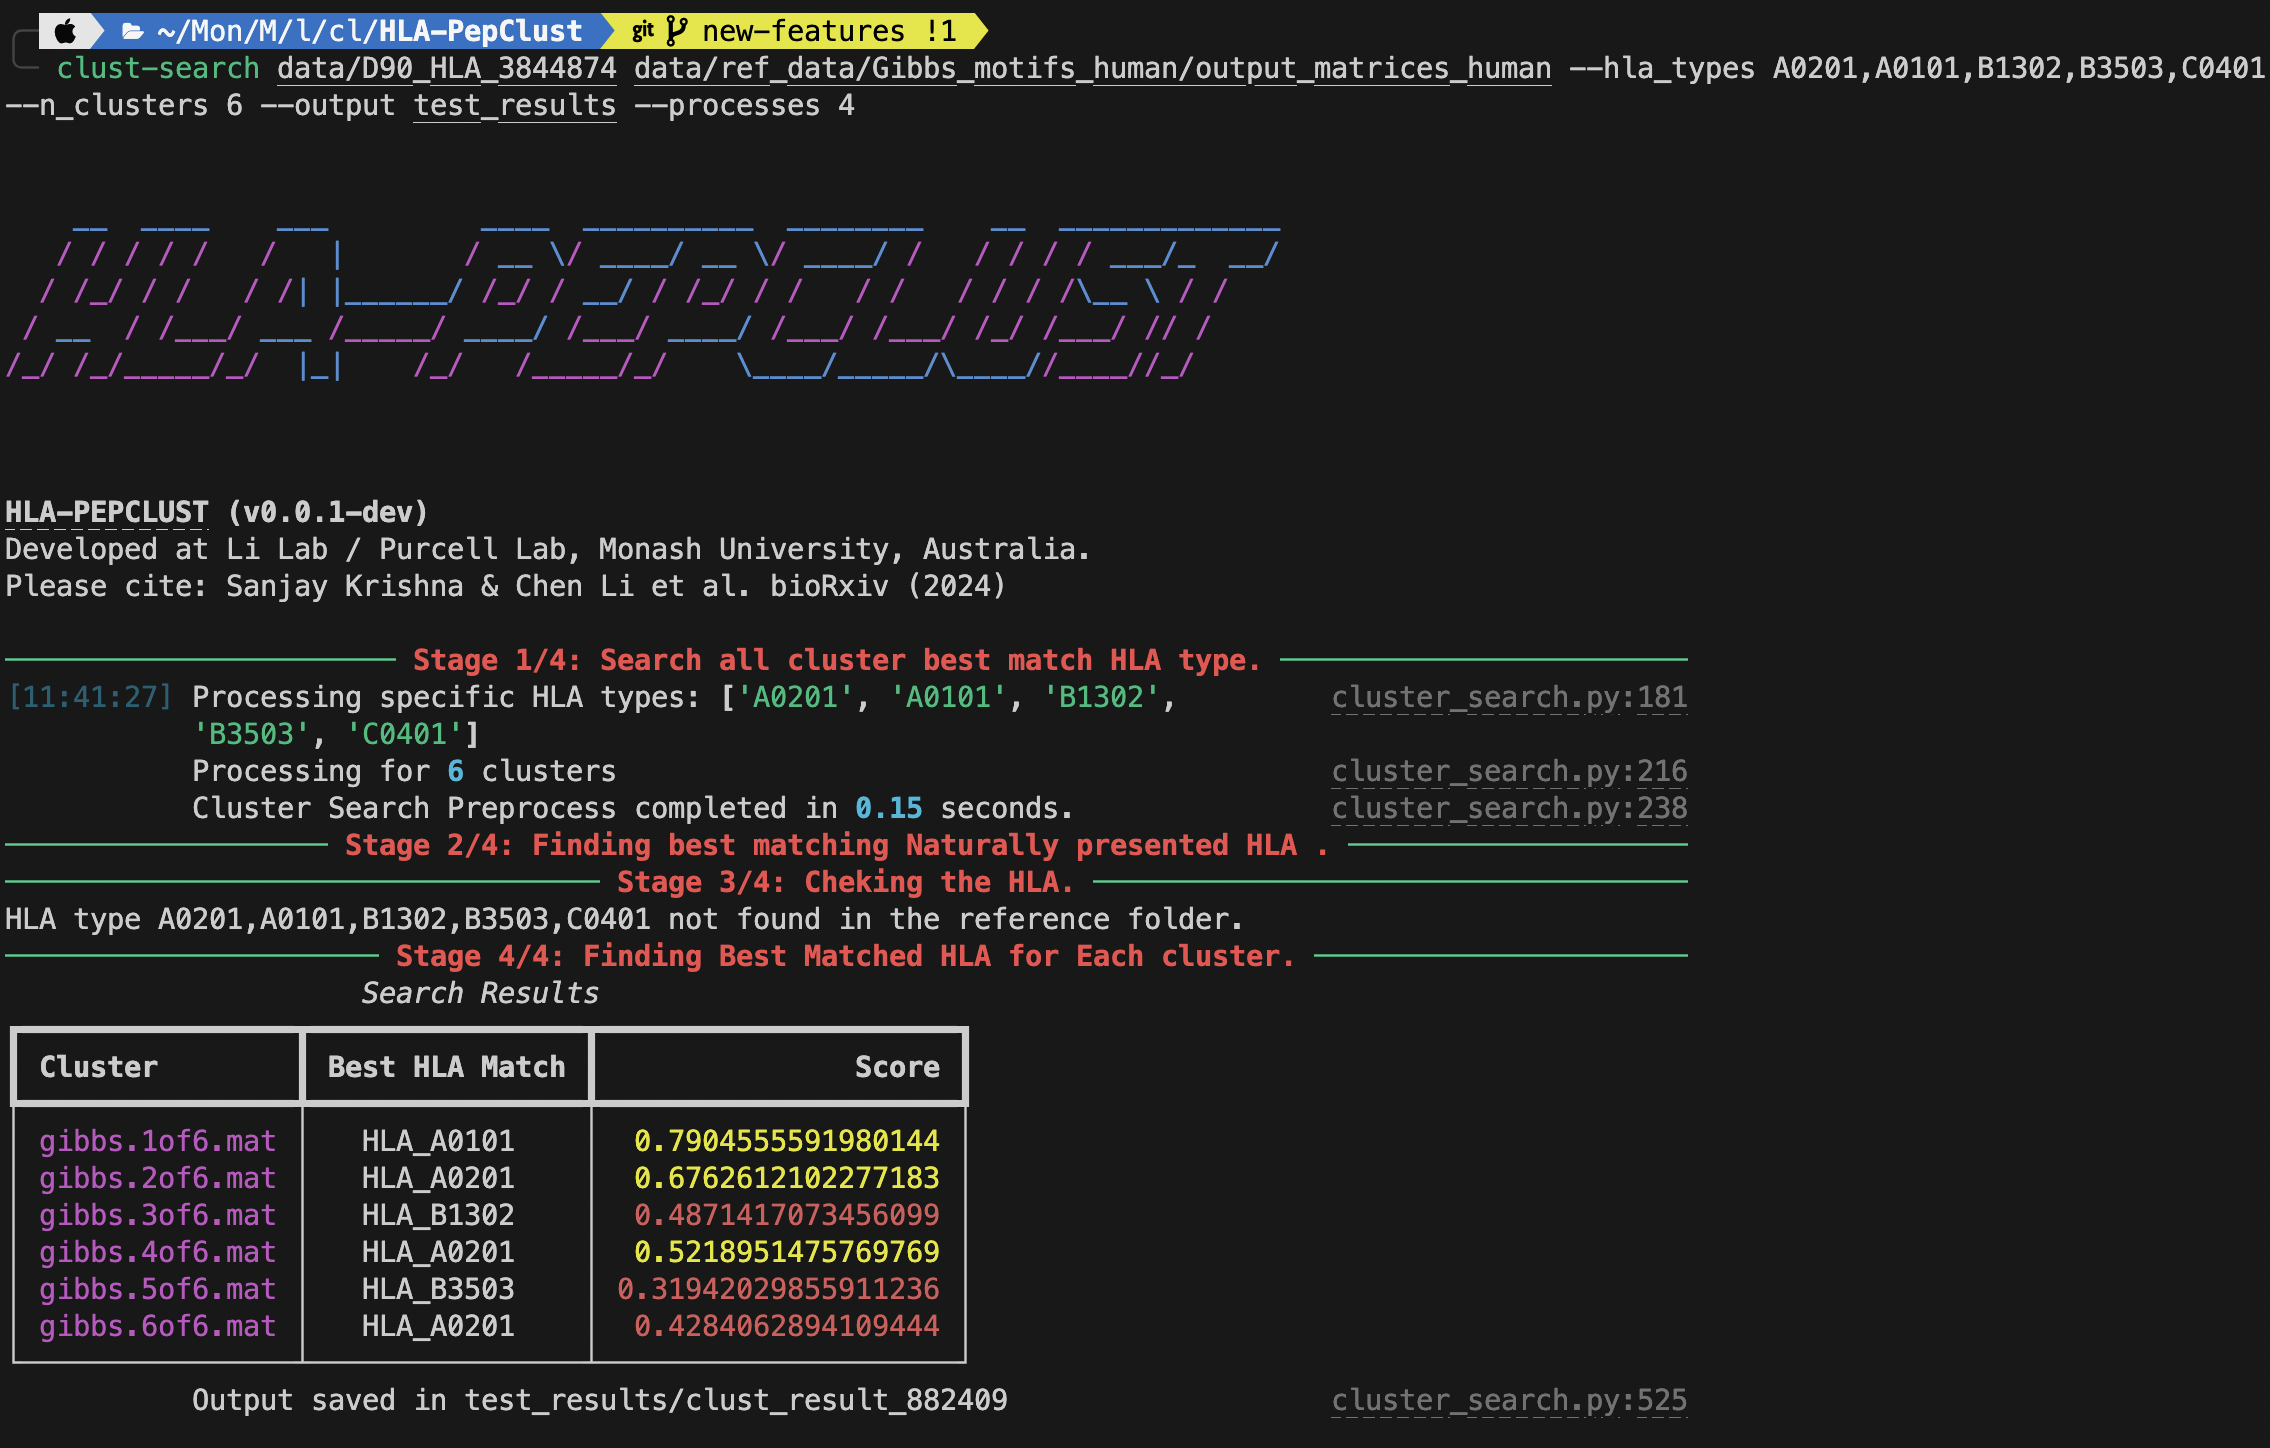 ~/Mon/M/l/cl/HLA-PepClust git new-features !1
clust-search data/D90_HLA_3844874 data/ref_data/Gibbs_motifs_human/output_matrices_human --hla_types A0201,A0101,B1302,B3503,C0401
--n_clusters 6 --output test_results --processes 4
HLA-PEPCLUST
HLA-PEPCLUST (v0.0.1-dev)
Developed at Li Lab / Purcell Lab, Monash University, Australia.
Please cite: Sanjay Krishna & Chen Li et al. bioRxiv (2024)
Stage 1/4: Search all cluster best match HLA type.
[11:41:27] Processing specific HLA types: ['A0201', 'A0101', 'B1302', cluster_search.py:181
'B3503', 'C0401']
Processing for 6 clusters cluster_search.py:216
Cluster Search Preprocess completed in 0.15 seconds. cluster_search.py:238
Stage 2/4: Finding best matching Naturally presented HLA .
Stage 3/4: Cheking the HLA.
HLA type A0201,A0101,B1302,B3503,C0401 not found in the reference folder.
Stage 4/4: Finding Best Matched HLA for Each cluster.
Search Results
Cluster Best HLA Match Score
gibbs.1of6.mat HLA_A0101 0.7904555591980144
gibbs.2of6.mat HLA_A0201 0.6762612102277183
gibbs.3of6.mat HLA_B1302 0.4871417073456099
gibbs.4of6.mat HLA_A0201 0.5218951475769769
gibbs.5of6.mat HLA_B3503 0.31942029855911236
gibbs.6of6.mat HLA_A0201 0.4284062894109444
Output saved in test_results/clust_result_882409 cluster_search.py:525